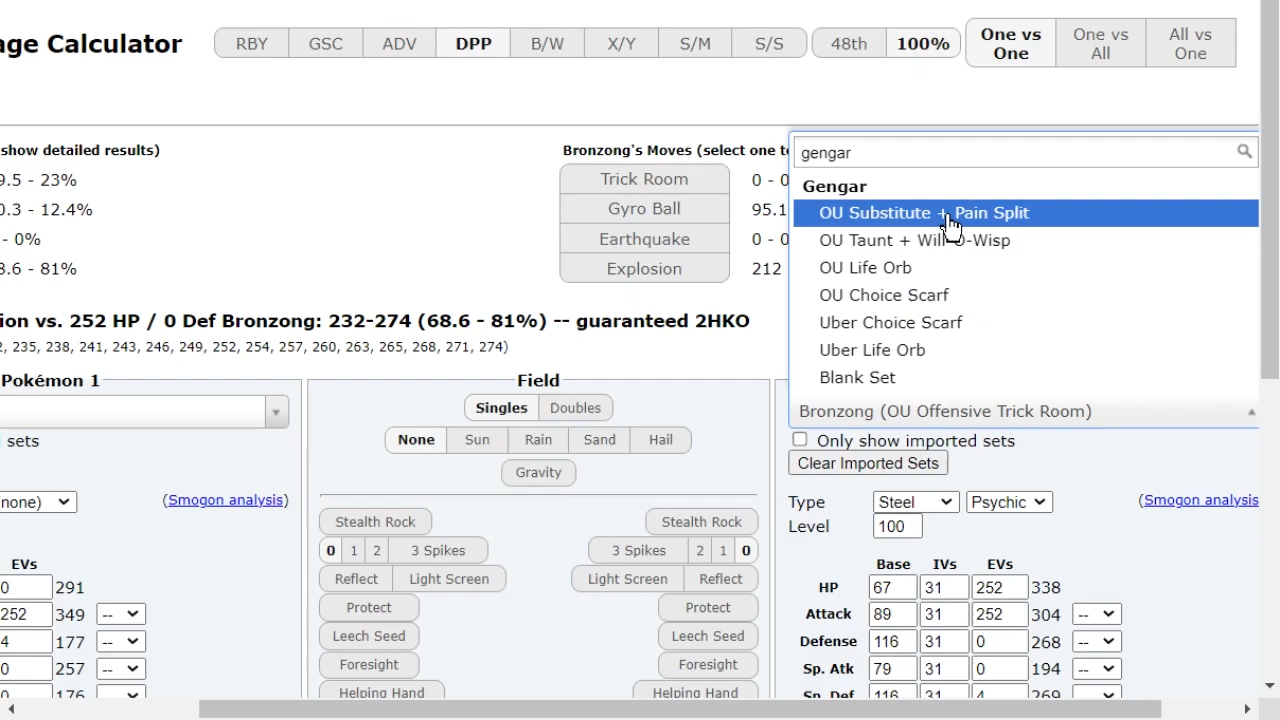 age Calculator
RBY GSC ADV DPP B/W X/Y S/M S/S 48th 100% One vs One One vs All All vs One
show detailed results)
9.5 - 23%
0.3 - 12.4%
- 0%
8.6 - 81%
Bronzong's Moves (select one t
Trick Room 0 - 0
Gyro Ball 95.1
Earthquake 0 - 0
Explosion 212
gengar
Gengar
OU Substitute + Pain Split
OU Taunt + Will-O-Wisp
OU Life Orb
OU Choice Scarf
Uber Choice Scarf
Uber Life Orb
Blank Set
Bronzong (OU Offensive Trick Room)
ion vs. 252 HP / 0 Def Bronzong: 232-274 (68.6 - 81%) -- guaranteed 2HKO
2, 235, 238, 241, 243, 246, 249, 252, 254, 257, 260, 263, 265, 268, 271, 274)
Pokémon 1
sets
none) (Smogon analysis)
EVs
0 291
252 349 --
4 177 --
0 257 --
0 176 --
Field
Singles Doubles
None Sun Rain Sand Hail
Gravity
Stealth Rock Stealth Rock
0 1 2 3 Spikes 3 Spikes 2 1 0
Reflect Light Screen Light Screen Reflect
Protect Protect
Leech Seed Leech Seed
Foresight Foresight
Helping Hand Helping Hand
Only show imported sets
Clear Imported Sets
Type Steel Psychic (Smogon analysis
Level 100
Base IVs EVs
HP 67 31 252 338
Attack 89 31 252 304 --
Defense 116 31 0 268 --
Sp. Atk 79 31 0 194 --
Sp. Def 116 31 4 269 --